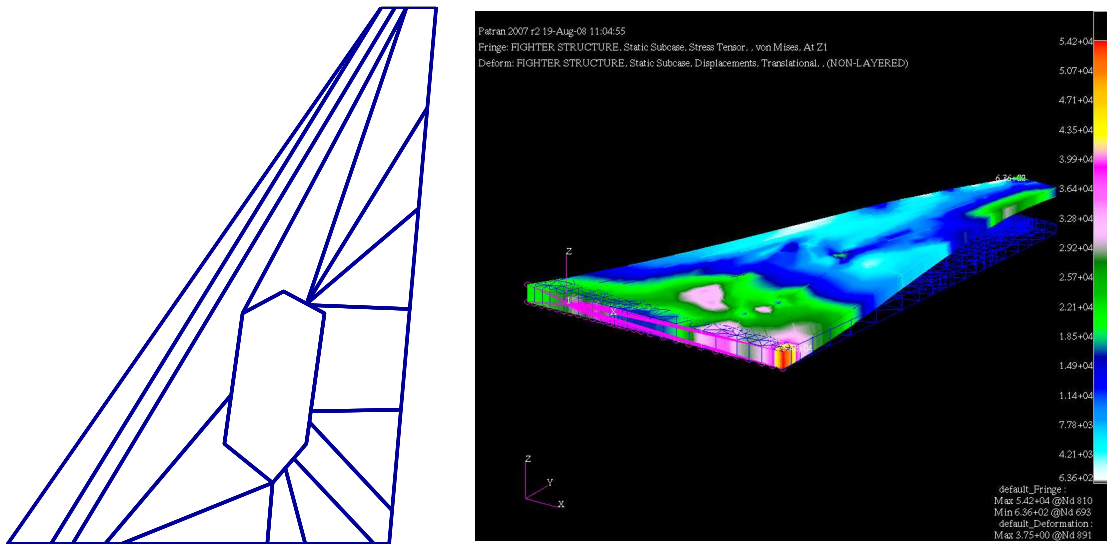 Patran 2007 r2 19-Aug-08 11:04:55
Fringe: FIGHTER STRUCTURE, Static Subcase, Stress Tensor, , von Mises, At Z1
Deform: FIGHTER STRUCTURE, Static Subcase, Displacements, Translational, , (NON-LAYERED)
5.42+04
5.07+04
4.71+04
4.35+04
3.99+04
3.64+04
3.28+04
2.92+04
2.57+04
2.21+04
1.85+04
1.49+04
1.14+04
7.78+03
4.21+03
6.36+02
6.36+02
Z
X
Z
Y
X
default_Fringe :
Max 5.42+04 @Nd 810
Min 6.36+02 @Nd 693
default_Deformation :
Max 3.75+00 @Nd 891